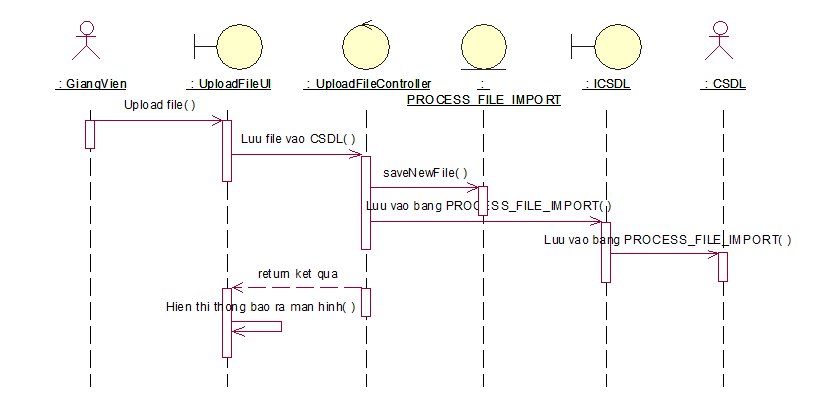 : GiangVien
: UploadFileUI
: UploadFileController
:
PROCESS_FILE_IMPORT
: ICSDL
: CSDL
Upload file( )
Luu file vao CSDL( )
saveNewFile( )
Luu vao bang PROCESS_FILE_IMPORT( )
Luu vao bang PROCESS_FILE_IMPORT( )
return ket qua
Hien thi thong bao ra man hinh( )